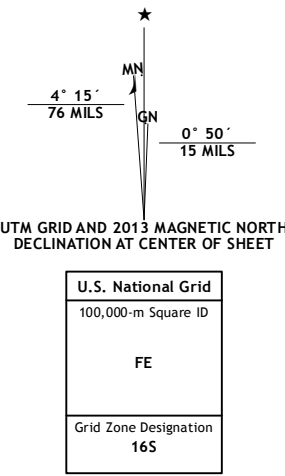 ★
MN
4° 15´
76 MILS
GN
0° 50´
15 MILS
UTM GRID AND 2013 MAGNETIC NORTH
DECLINATION AT CENTER OF SHEET
U.S. National Grid
100,000-m Square ID
FE
Grid Zone Designation
16S